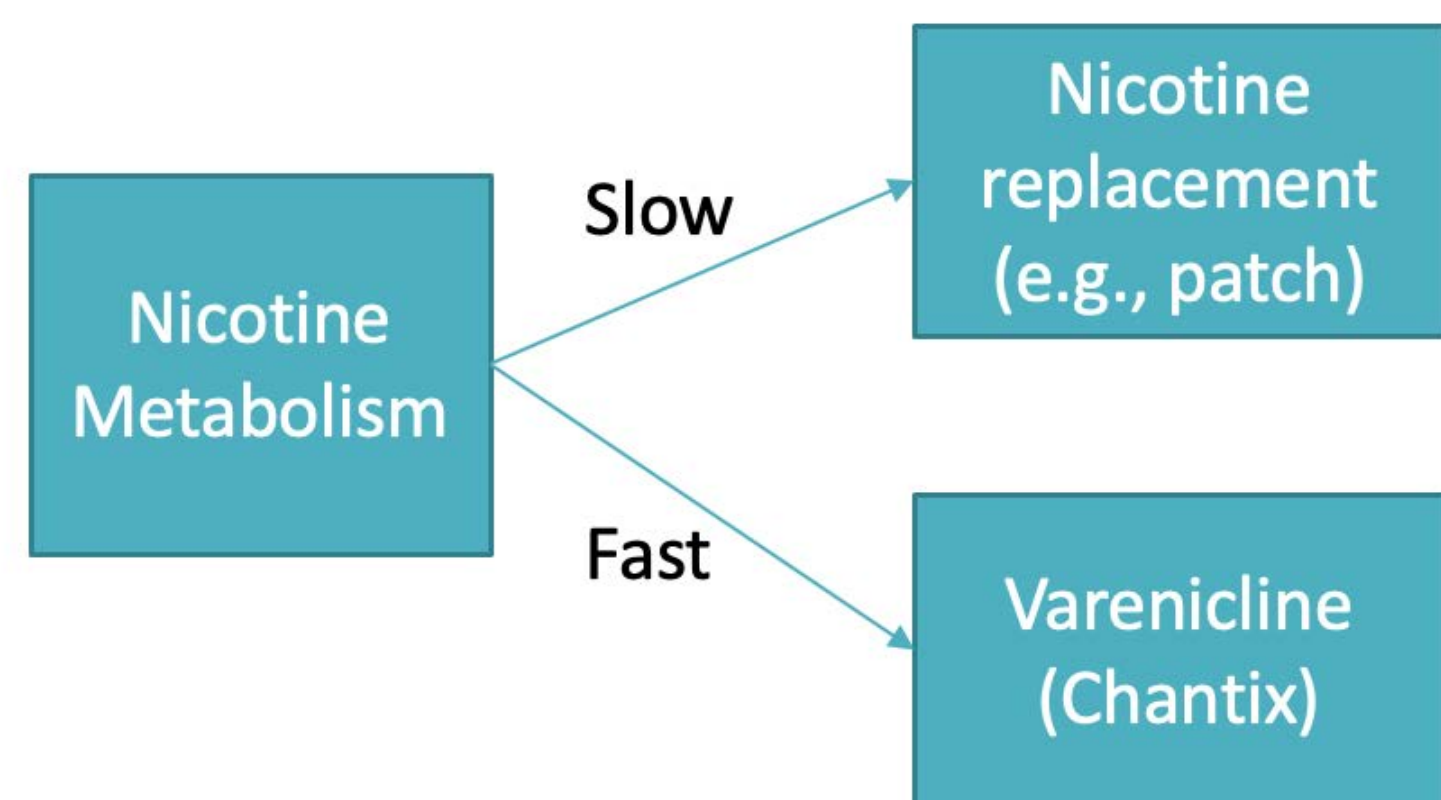 Nicotine
Metabolism
Slow
Nicotine
replacement
(e.g., patch)
Fast
Varenicline
(Chantix)